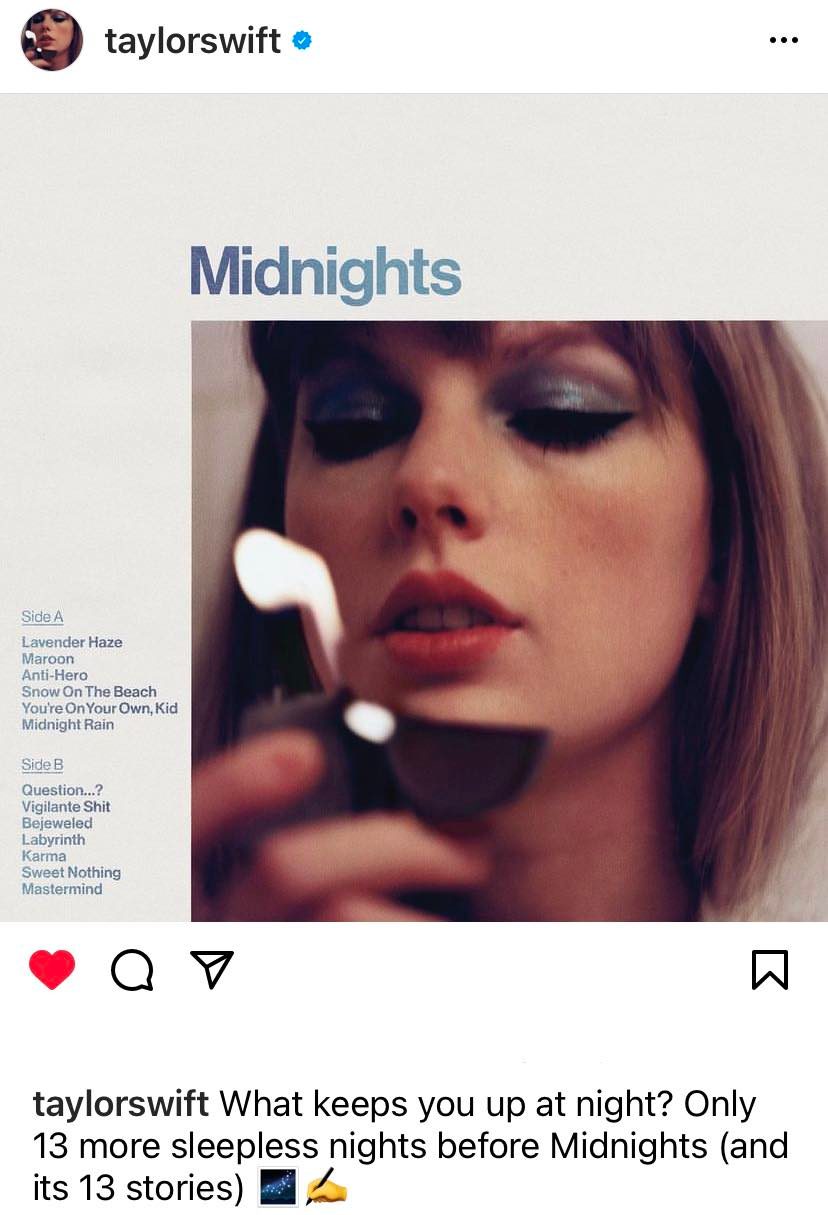 taylorswift
Midnights
Side A
Lavender Haze
Maroon
Anti-Hero
Snow On The Beach
You're On Your Own, Kid
Midnight Rain
Side B
Question...?
Vigilante Shit
Bejeweled
Labyrinth
Karma
Sweet Nothing
Mastermind
taylorswift What keeps you up at night? Only
13 more sleepless nights before Midnights (and
its 13 stories) 🌌✍️